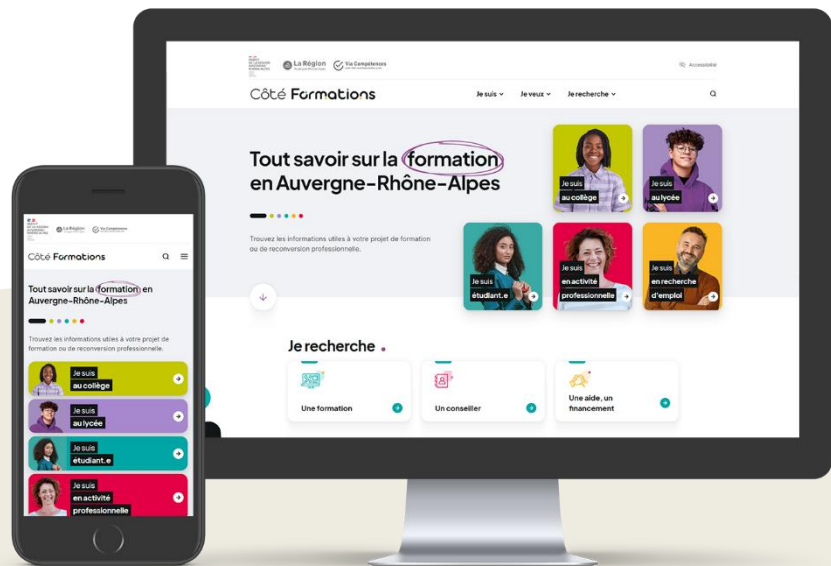 La Région
Via Compétences
Accessibilité
Côté Formations
Je suis
Je veux
Je recherche
Tout savoir sur la formation
en Auvergne-Rhône-Alpes
Trouvez les informations utiles à votre projet de formation
ou de reconversion professionnelle.
Je suis
au collège
Je suis
au lycée
Je suis
étudiant.e
Je suis
en activité
professionnelle
Je suis
en recherche
d'emploi
Je recherche .
Une formation
Un conseiller
Une aide, un
financement
La Région
Via Compétences
Côté Formations
Tout savoir sur la formation en
Auvergne-Rhône-Alpes
Trouvez les informations utiles à votre projet de
formation ou de reconversion professionnelle.
Je suis
au collège
Je suis
au lycée
Je suis
étudiant.e
Je suis
en activité
professionnelle